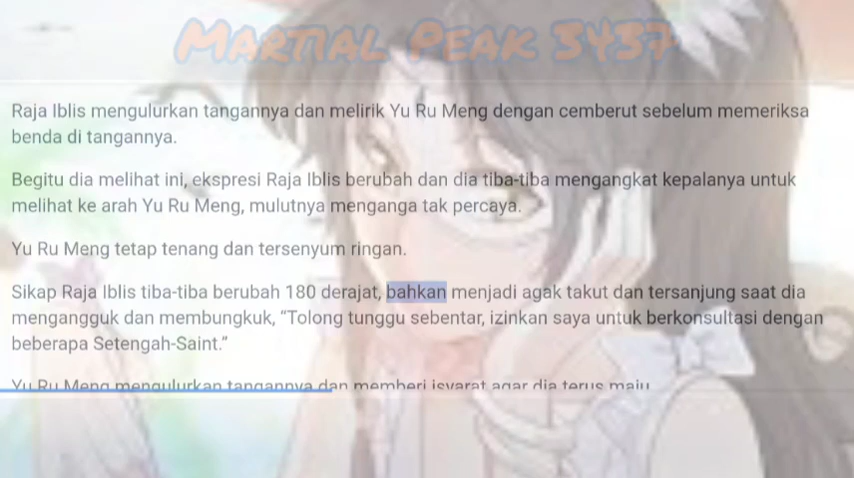 Martial Peak 3437
Raja Iblis mengulurkan tangannya dan melirik Yu Ru Meng dengan cemberut sebelum memeriksa
benda di tangannya.
Begitu dia melihat ini, ekspresi Raja Iblis berubah dan dia tiba-tiba mengangkat kepalanya untuk
melihat ke arah Yu Ru Meng, mulutnya menganga tak percaya.
Yu Ru Meng tetap tenang dan tersenyum ringan.
Sikap Raja Iblis tiba-tiba berubah 180 derajat, bahkan menjadi agak takut dan tersanjung saat dia
mengangguk dan membungkuk, “Tolong tunggu sebentar, izinkan saya untuk berkonsultasi dengan
beberapa Setengah-Saint.”
Yu Ru Meng mengulurkan tangannya dan memberi isyarat agar dia terus maju